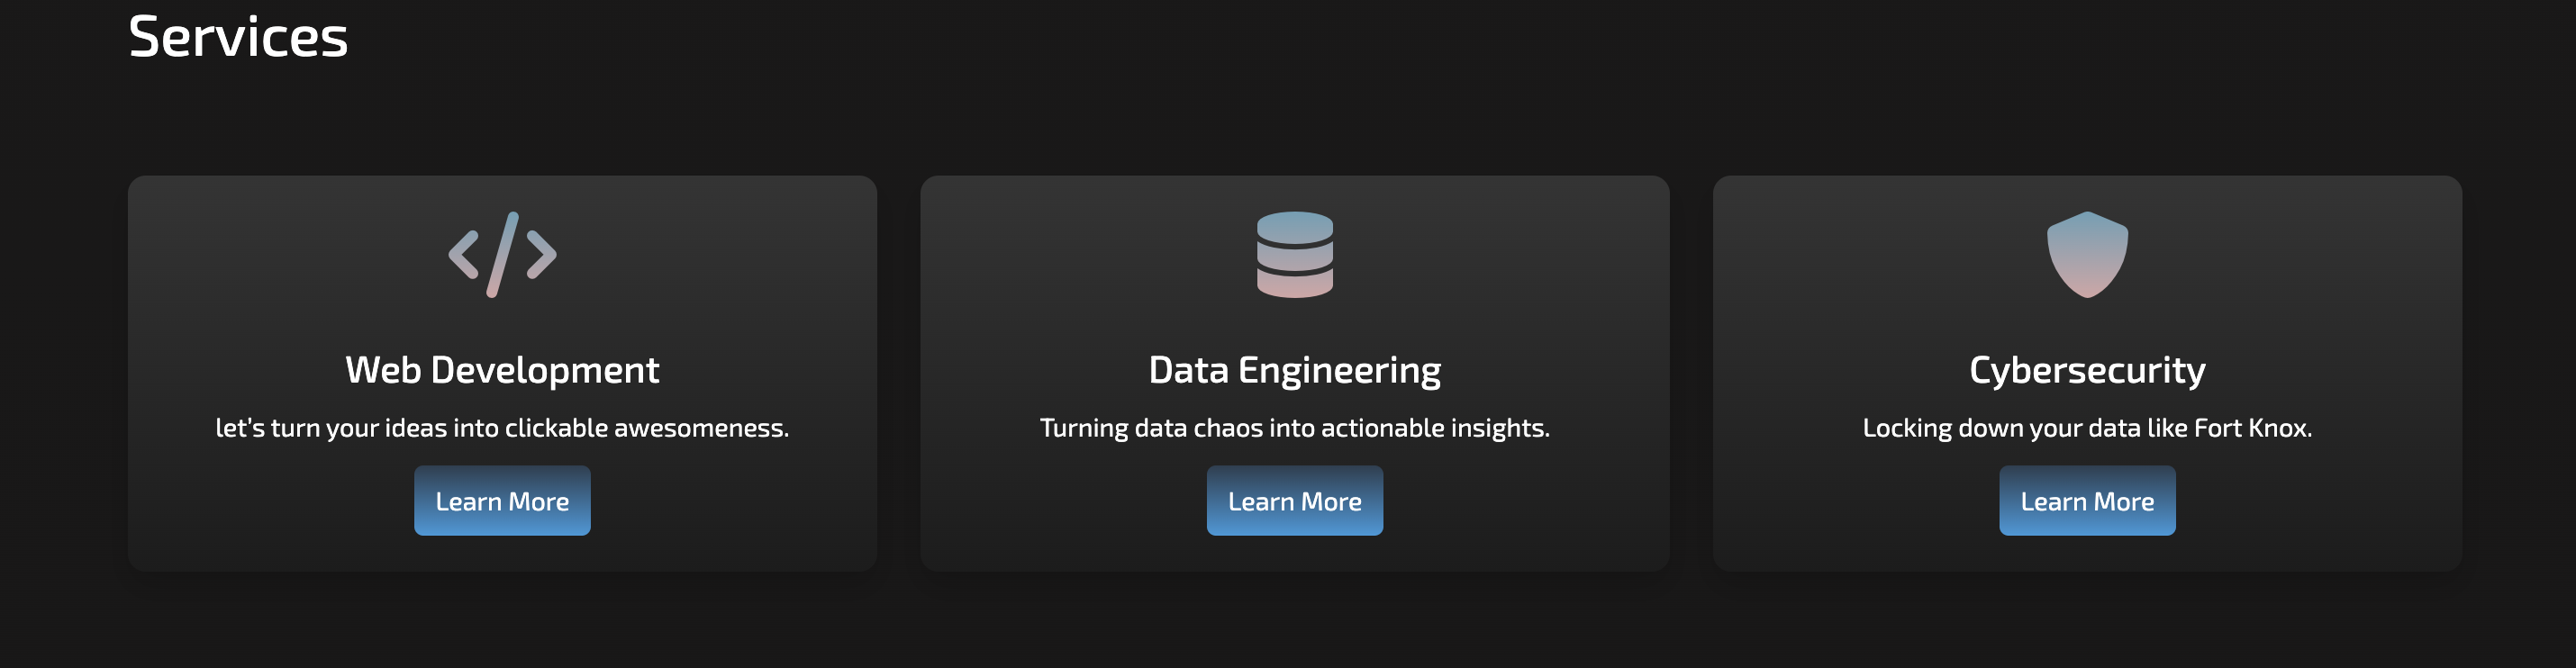 Services
Web Development
let's turn your ideas into clickable awesomeness.
Learn More
Data Engineering
Turning data chaos into actionable insights.
Learn More
Cybersecurity
Locking down your data like Fort Knox.
Learn More